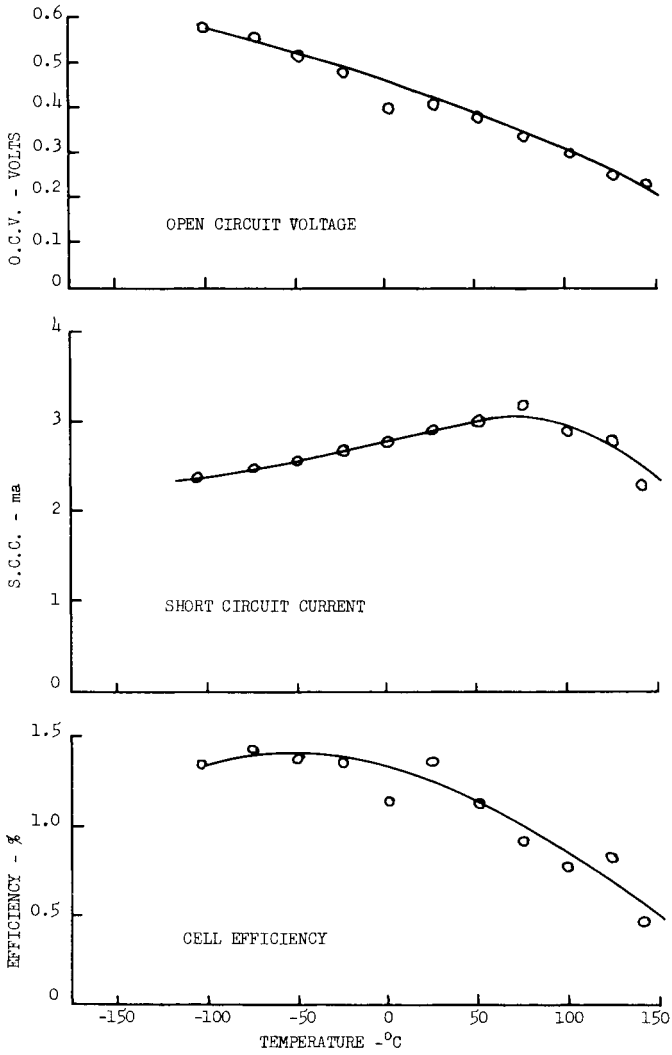 0.6
0.5
0.4
0.3
0.2
0.1
0
O.C.V. - VOLTS
OPEN CIRCUIT VOLTAGE
4
3
2
1
0
S.C.C. - ma
SHORT CIRCUIT CURRENT
1.5
1.0
0.5
0
EFFICIENCY - %
CELL EFFICIENCY
-150 -100 -50 0 50 100 150
TEMPERATURE -°C